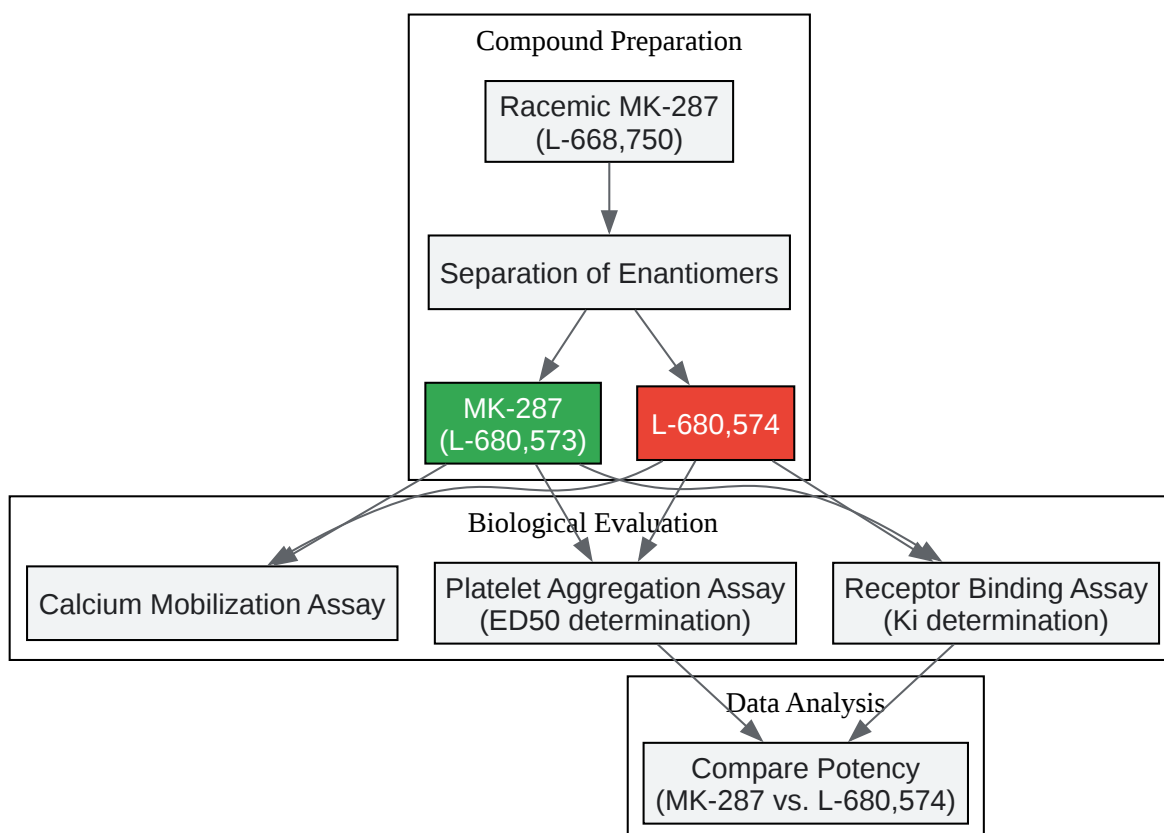 Compound Preparation
Racemic MK-287
(L-668,750)
Separation of Enantiomers
MK-287
(L-680,573)
L-680,574
Biological Evaluation
Calcium Mobilization Assay
Platelet Aggregation Assay
(ED50 determination)
Receptor Binding Assay
(Ki determination)
Data Analysis
Compare Potency
(MK-287 vs. L-680,574)